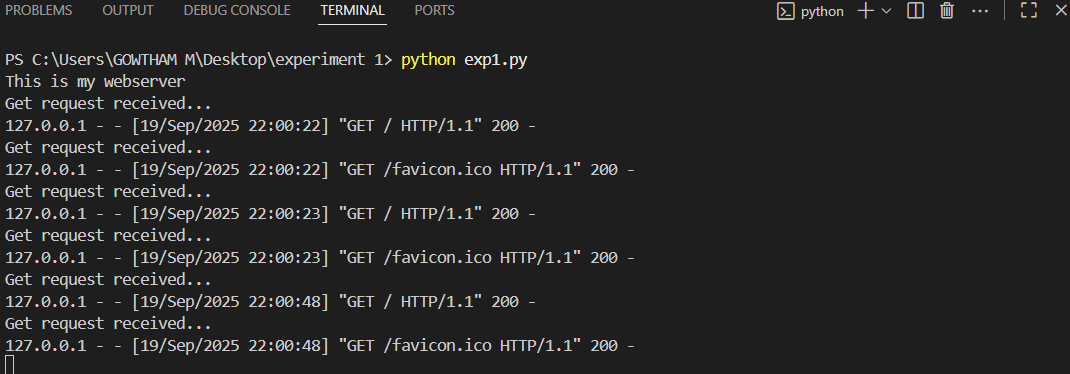 PROBLEMS OUTPUT DEBUG CONSOLE TERMINAL PORTS python
PS C:\Users\GOWTHAM M\Desktop\experiment 1> python exp1.py
This is my webserver
Get request received...
127.0.0.1 - - [19/Sep/2025 22:00:22] "GET / HTTP/1.1" 200 -
Get request received...
127.0.0.1 - - [19/Sep/2025 22:00:22] "GET /favicon.ico HTTP/1.1" 200 -
Get request received...
127.0.0.1 - - [19/Sep/2025 22:00:23] "GET / HTTP/1.1" 200 -
Get request received...
127.0.0.1 - - [19/Sep/2025 22:00:23] "GET /favicon.ico HTTP/1.1" 200 -
Get request received...
127.0.0.1 - - [19/Sep/2025 22:00:48] "GET / HTTP/1.1" 200 -
Get request received...
127.0.0.1 - - [19/Sep/2025 22:00:48] "GET /favicon.ico HTTP/1.1" 200 -